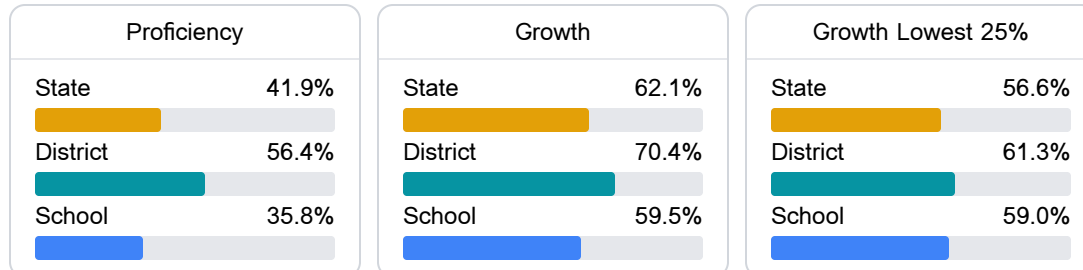 Proficiency
State 41.9%
District 56.4%
School 35.8%
Growth
State 62.1%
District 70.4%
School 59.5%
Growth Lowest 25%
State 56.6%
District 61.3%
School 59.0%